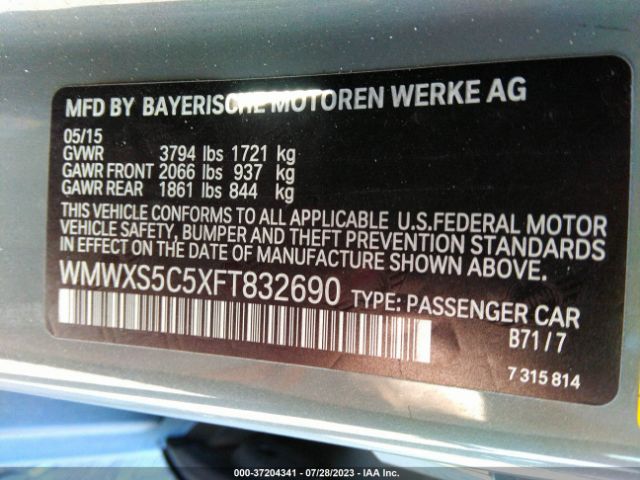 MFD BY BAYERISCHE MOTOREN WERKE AG
05/15
GVWR 3794 lbs 1721 kg
GAWR FRONT 2066 lbs 937 kg
GAWR REAR 1861 lbs 844 kg
THIS VEHICLE CONFORMS TO ALL APPLICABLE U.S.FEDERAL MOTOR
VEHICLE SAFETY, BUMPER AND THEFT PREVENTION STANDARDS
IN EFFECT ON THE DATE OF MANUFACTURE SHOWN ABOVE.
WMWXS5C5XFT832690 TYPE: PASSENGER CAR
B71 / 7
7 315 814
000-37204341 - 07/28/2023 - IAA Inc.